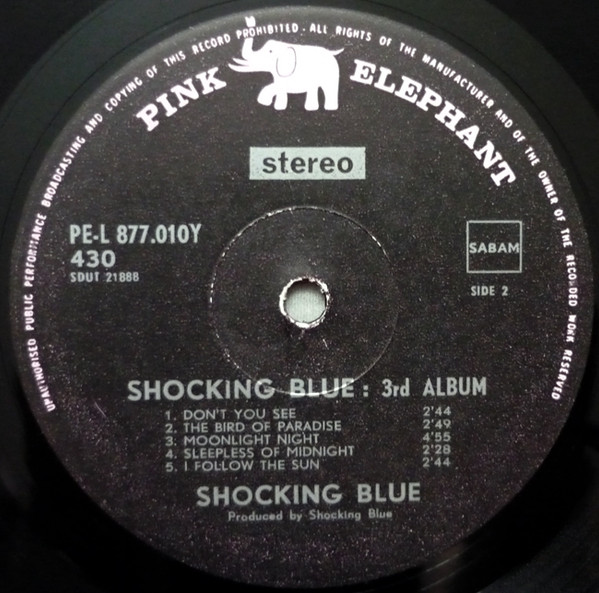 UNAUTHORISED PUBLIC PERFORMANCE BROADCASTING AND COPYING OF THIS RECORD PROHIBITED - ALL RIGHTS OF THE MANUFACTURER AND OF THE OWNER OF THE RECORDED WORK RESERVED
PINK ELEPHANT
stereo
PE-L 877.010Y
430
SDUT 21888
SABAM
SIDE 2
SHOCKING BLUE : 3rd ALBUM
1. DON'T YOU SEE 2'44
2. THE BIRD OF PARADISE 2'49
3. MOONLIGHT NIGHT 4'55
4. SLEEPLESS OF MIDNIGHT 2'28
5. I FOLLOW THE SUN 2'44
SHOCKING BLUE
Produced by Shocking Blue